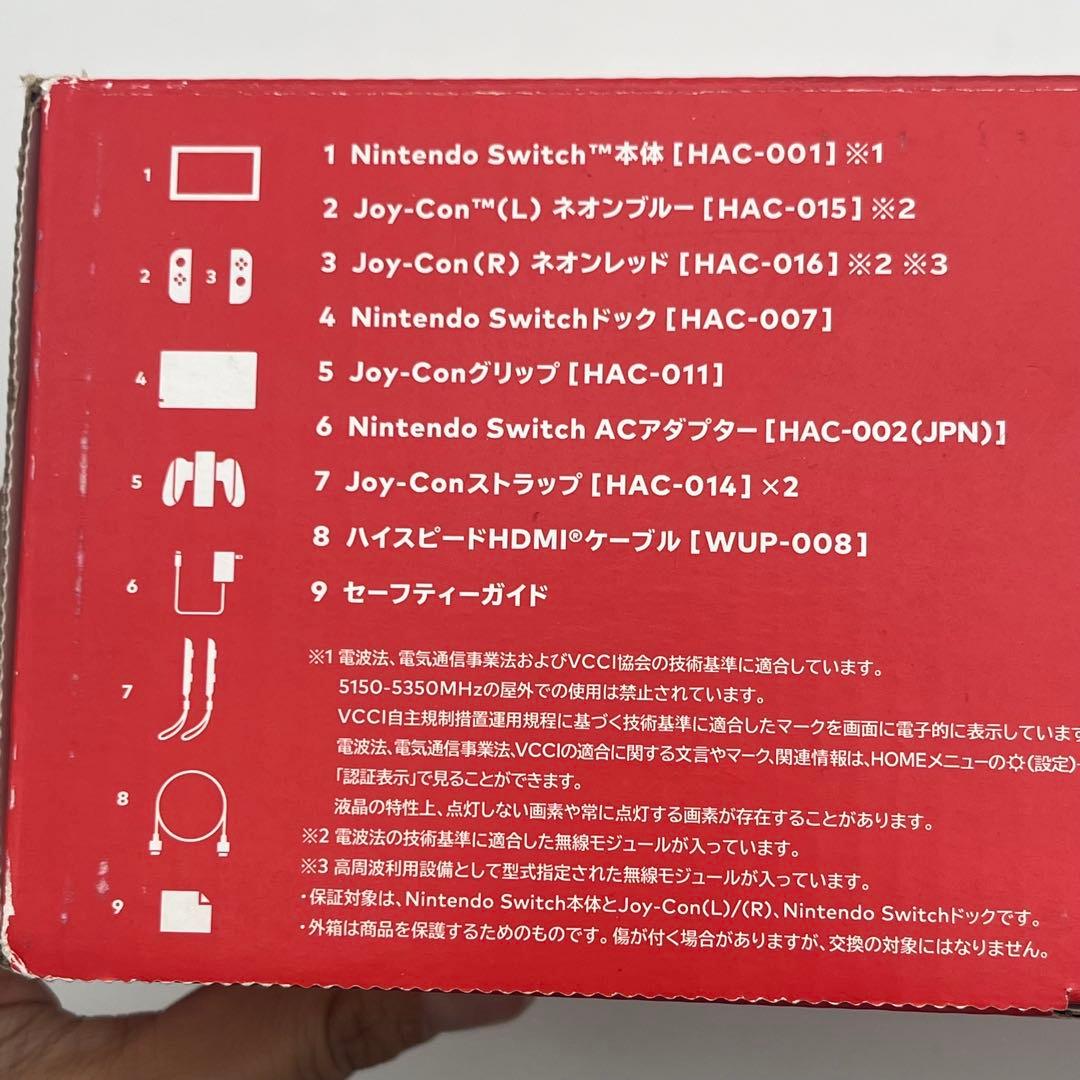 1 Nintendo Switch™本体[HAC-001]※1
2 Joy-Con™(L) ネオンブルー[HAC-015]※2
3 Joy-Con(R) ネオンレッド[HAC-016]※2 ※3
4 Nintendo Switchドック[HAC-007]
5 Joy-Conグリップ[HAC-011]
6 Nintendo Switch ACアダプター[HAC-002(JPN)]
7 Joy-Conストラップ[HAC-014]×2
8 ハイスピードHDMI®ケーブル[WUP-008]
9 セーフティーガイド
1
2 3
4
5
6
7
8
9
※1 電波法、電気通信事業法およびVCCI協会の技術基準に適合しています。
5150-5350MHzの屋外での使用は禁止されています。
VCCI自主規制措置運用規程に基づく技術基準に適合したマークを画面に電子的に表示しています
電波法、電気通信事業法、VCCIの適合に関する文言やマーク、関連情報は、HOMEメニューの(設定)
「認証表示」で見ることができます。
液晶の特性上、点灯しない画素や常に点灯する画素が存在することがあります。
※2 電波法の技術基準に適合した無線モジュールが入っています。
※3 高周波利用設備として型式指定された無線モジュールが入っています。
・保証対象は、Nintendo Switch本体とJoy-Con(L)/(R)、Nintendo Switchドックです。
・外箱は商品を保護するためのものです。傷が付く場合がありますが、交換の対象にはなりません。